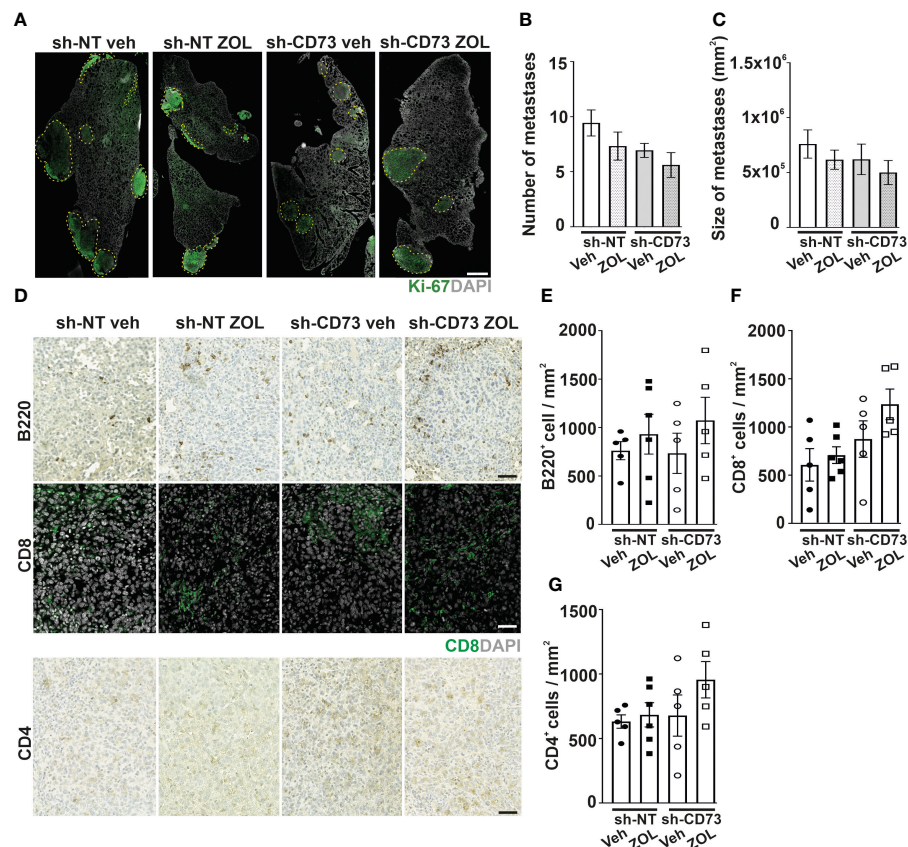 A
sh-NT veh
sh-NT ZOL
sh-CD73 veh
sh-CD73 ZOL
Ki-67DAPI
B
Number of metastases
15
10
5
0
sh-NT
sh-CD73
Veh
ZOL
Veh
ZOL
C
Size of metastases (mm²)
1.5x10⁶
1x10⁶
5x10⁵
0
sh-NT
sh-CD73
Veh
ZOL
Veh
ZOL
D
sh-NT veh
sh-NT ZOL
sh-CD73 veh
sh-CD73 ZOL
B220
CD8
CD8DAPI
CD4
E
B220⁺ cell / mm²
2000
1500
1000
500
0
sh-NT
sh-CD73
Veh
ZOL
Veh
ZOL
F
CD8⁺ cells / mm²
2000
1500
1000
500
0
sh-NT
sh-CD73
Veh
ZOL
Veh
ZOL
G
CD4⁺ cells / mm²
1500
1000
500
0
sh-NT
sh-CD73
Veh
ZOL
Veh
ZOL